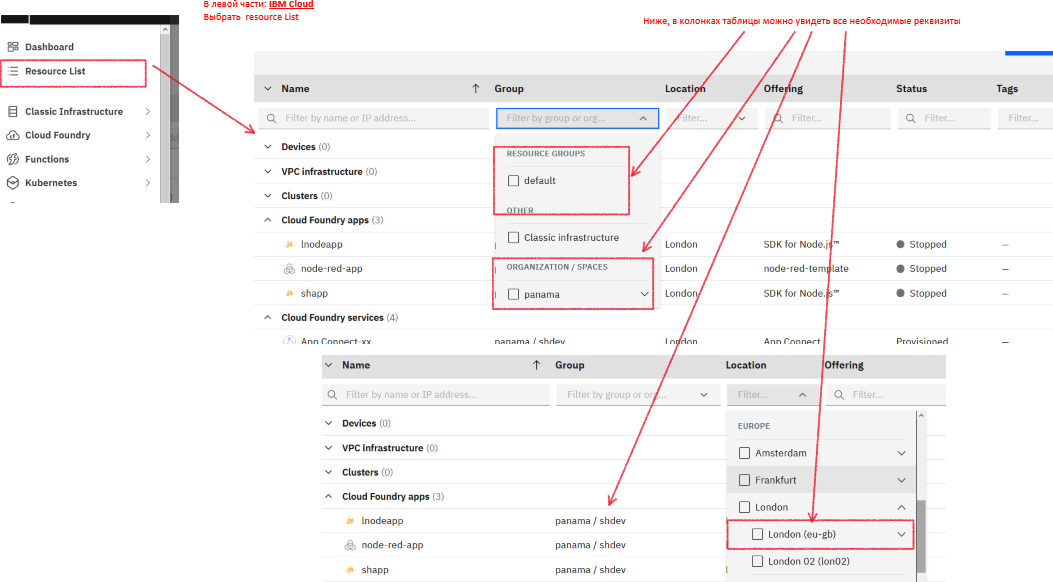 В левой части: IBM Cloud
Выбрать resource List
Ниже, в колонках таблицы можно увидеть все необходимые реквизиты
Dashboard
Resource List
Classic Infrastructure
Cloud Foundry
Functions
Kubernetes
Name Group Location Offering Status Tags
Filter by name or IP address... Filter by group or org... Filter... Filter... Filter... Filter...
Devices (0)
VPC infrastructure (0)
Clusters (0)
Cloud Foundry apps (3)
RESOURCE GROUPS
default
OTHER
Classic infrastructure
ORGANIZATION / SPACES
panama
lnodeapp London SDK for Node.js™ Stopped –
node-red-app London node-red-template Stopped –
shapp London SDK for Node.js™ Stopped –
Cloud Foundry services (4)
App Connect-xx panama / shdev London App Connect Provisioned –
Name Group Location Offering
Filter by name or IP address... Filter by group or org... Filter... Filter...
Devices (0)
VPC infrastructure (0)
Clusters (0)
Cloud Foundry apps (3)
lnodeapp panama / shdev
node-red-app panama / shdev
shapp panama / shdev
EUROPE
Amsterdam
Frankfurt
London
London (eu-gb)
London 02 (lon02)